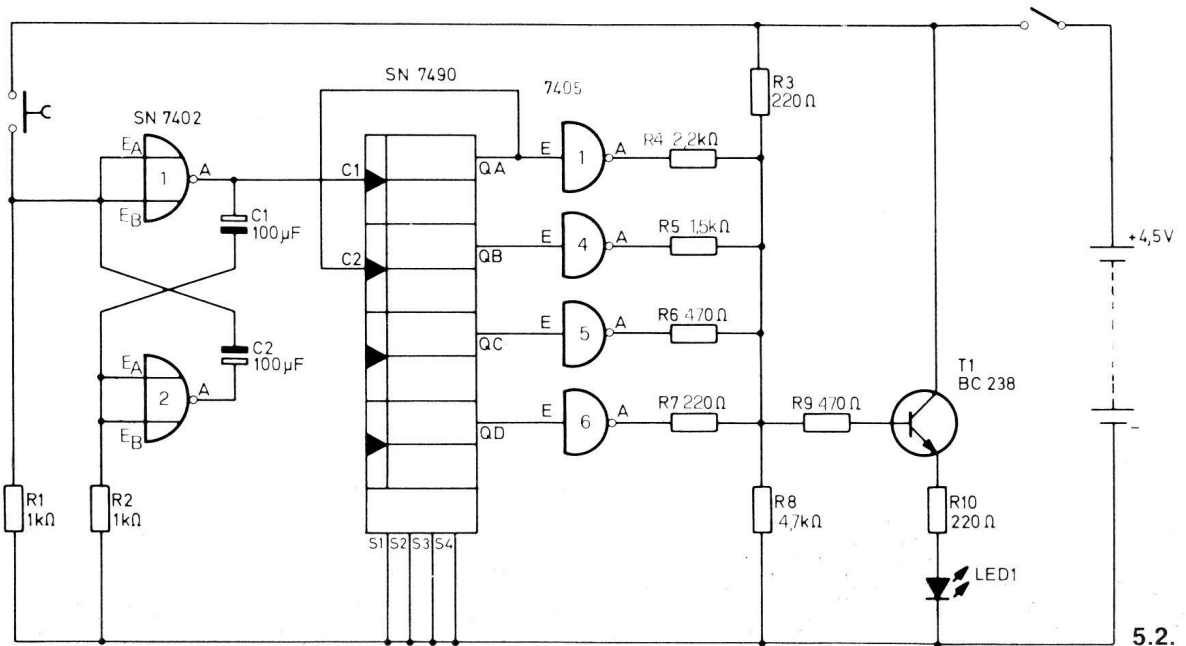 SN 7490
7405
R3
220Ω
SN 7402
EA
1
A
EB
C1
100µF
C1
QA
E
1
A
R4 2,2kΩ
C2
QB
E
4
A
R5 1,5kΩ
+4,5V
QC
E
5
A
R6 470Ω
C2
100µF
EA
2
A
EB
QD
E
6
A
R7 220Ω
R9 470Ω
T1
BC 238
–
R1
1kΩ
R2
1kΩ
R8
4,7kΩ
R10
220Ω
S1 S2 S3 S4
LED1
5.2.